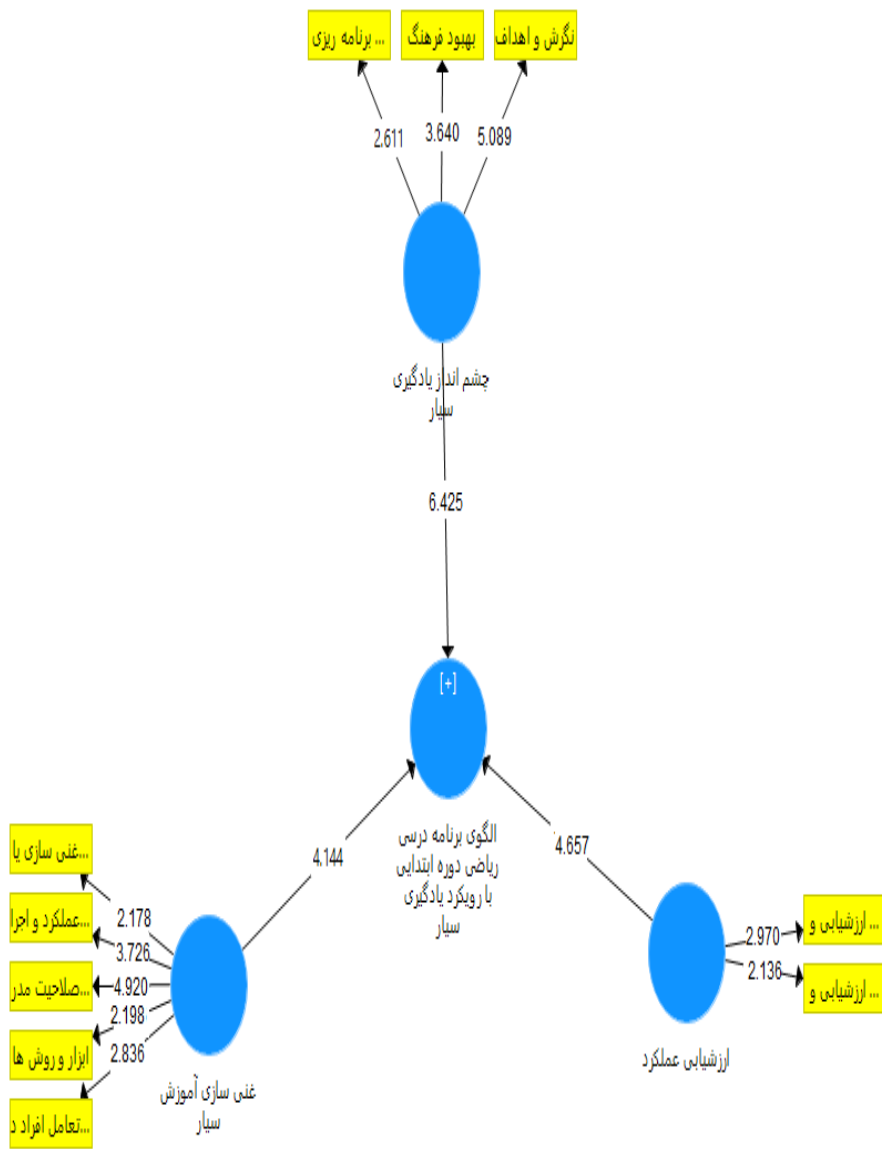 نگرش و اهداف
بهبود فرهنگ
برنامه ریزی ...
2.611
3.640
5.089
چشم انداز یادگیری
سیار
6.425
[+]
الگوی برنامه درسی
ریاضی دوره ابتدایی
با رویکرد یادگیری
سیار
4.144
4.657
غنی سازی یا...
عملکرد و اجرا...
صلاحیت مدر...
ابزار و روش ها
تعامل افراد د...
2.178
3.726
4.920
2.198
2.836
غنی سازی آموزش
سیار
ارزشیابی و ...
ارزشیابی و ...
2.970
2.136
ارزشیابی عملکرد